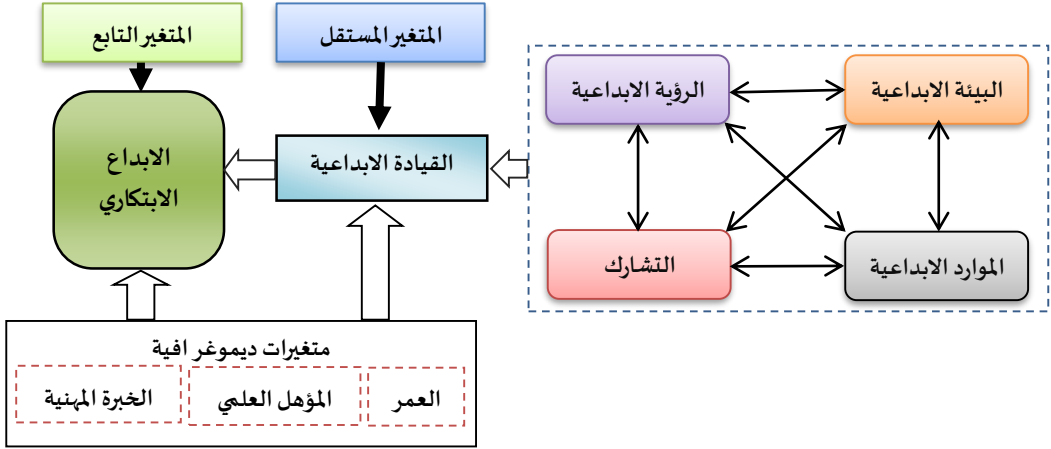 المتغير المستقل
المتغير التابع
البيئة الابداعية
الرؤية الابداعية
القيادة الابداعية
الابداع
الابتكاري
الموارد الابداعية
التشارك
متغيرات ديموغر افية
العمر
المؤهل العلمي
الخبرة المهنية